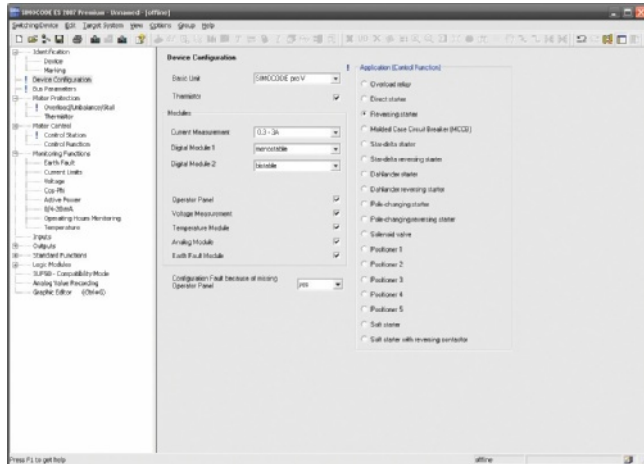 SIMOCODE ES 2007 Premium - Unnamed - [offline]
Switching Device Edit Target System View Options Group Help
Identification
Device
Marking
Device Configuration
Bus Parameters
Motor Protection
Overload/Unbalance/Stall
Thermistor
Motor Control
Control Station
Control Function
Monitoring Functions
Earth Fault
Current Limits
Voltage
Cos-Phi
Active Power
0/4-20mA
Operating Hours Monitoring
Temperature
Inputs
Outputs
Standard Functions
Logic Modules
3UF50 - Compatibility Mode
Analog Value Recording
Graphic Editor (Ctrl+G)
Device Configuration
Basic Unit SIMOCODE pro V
Thermistor
Modules
Current Measurement 0.3 - 3A
Digital Module 1 monostable
Digital Module 2 bistable
Operator Panel
Voltage Measurement
Temperature Module
Analog Module
Earth Fault Module
Configuration Fault because of missing
Operator Panel yes
Application (Control Function)
Overload relay
Direct starter
Reversing starter
Molded Case Circuit Breaker (MCCB)
Star-delta starter
Star-delta reversing starter
Dahlander starter
Dahlander reversing starter
Pole-changing starter
Pole-changing reversing starter
Solenoid valve
Positioner 1
Positioner 2
Positioner 3
Positioner 4
Positioner 5
Soft starter
Soft starter with reversing contactor
Press F1 to get help
offline